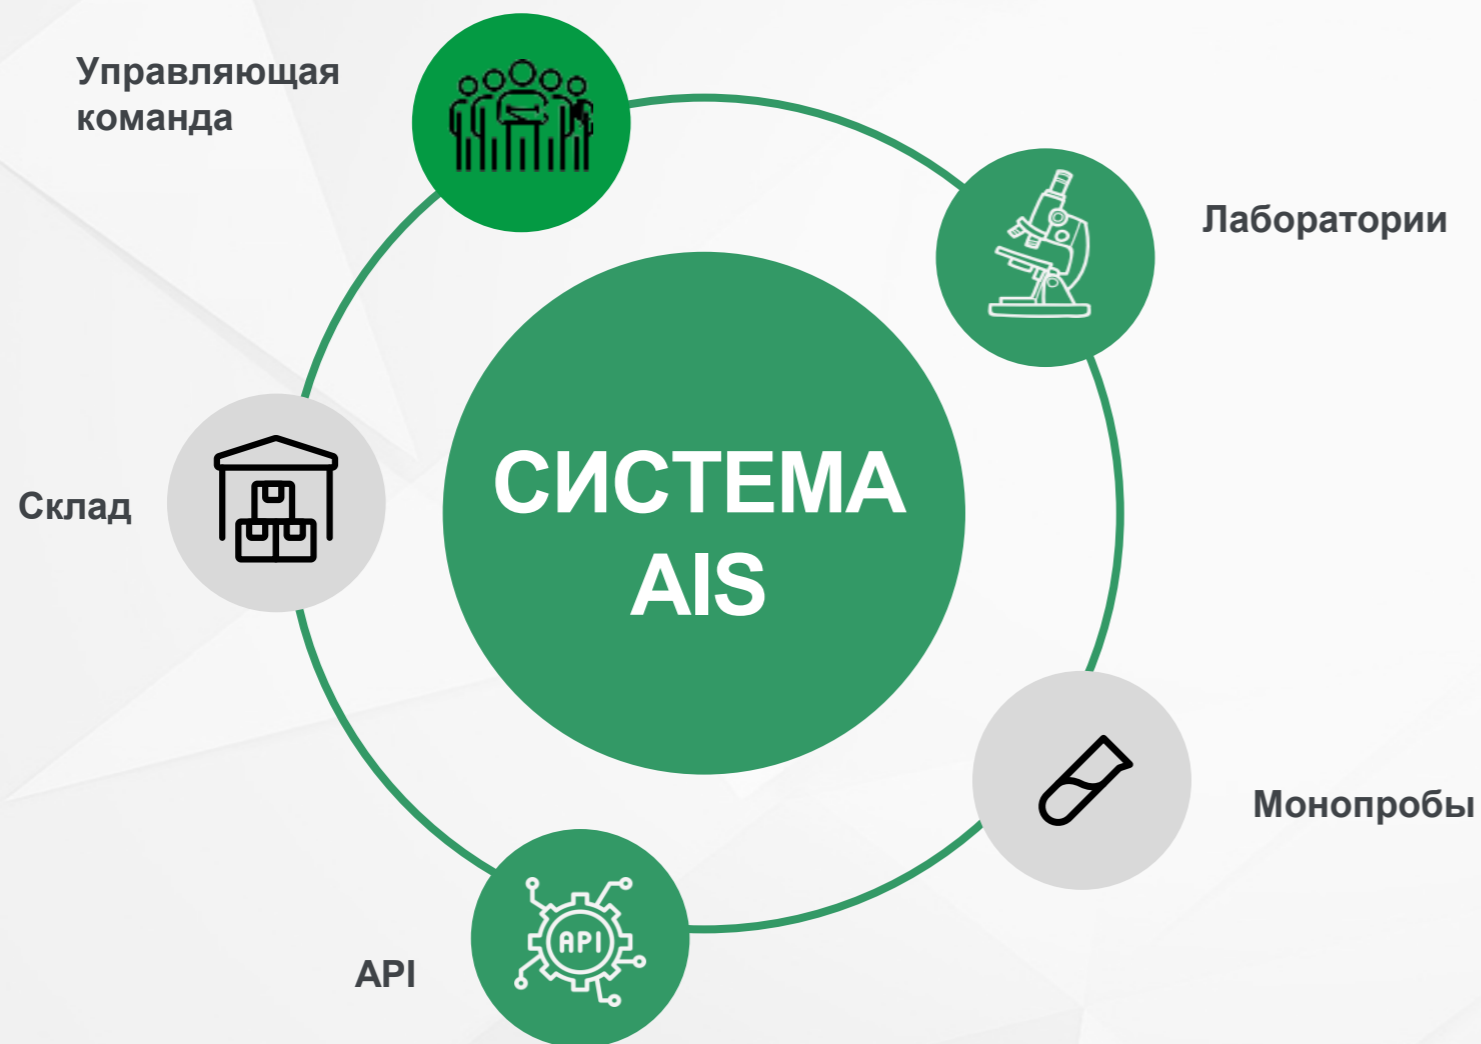 Управляющая
команда
Лаборатории
СИСТЕМА
AIS
Склад
Монопробы
API
API